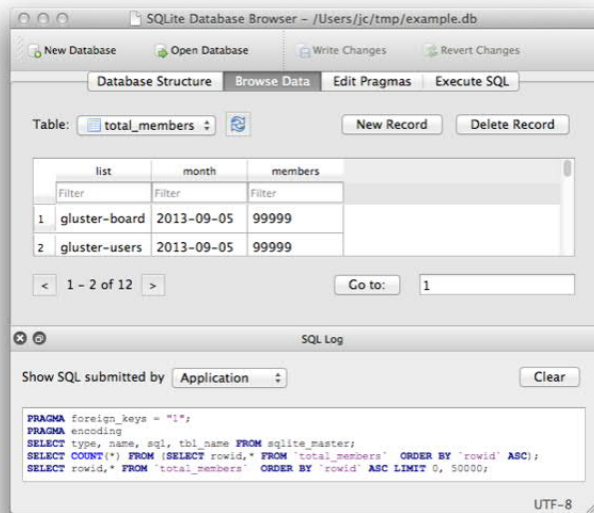 SQLite Database Browser - /Users/jc/tmp/example.db
New Database Open Database Write Changes Revert Changes
Database Structure Browse Data Edit Pragmas Execute SQL
Table: total_members New Record Delete Record
list month members
Filter Filter Filter
1 gluster-board 2013-09-05 99999
2 gluster-users 2013-09-05 99999
< 1 - 2 of 12 > Go to: 1
SQL Log
Show SQL submitted by Application Clear
PRAGMA foreign_keys = "1";
PRAGMA encoding
SELECT type, name, sql, tbl_name FROM sqlite_master;
SELECT COUNT(*) FROM (SELECT rowid,* FROM `total_members` ORDER BY `rowid` ASC);
SELECT rowid,* FROM `total_members` ORDER BY `rowid` ASC LIMIT 0, 50000;
UTF-8